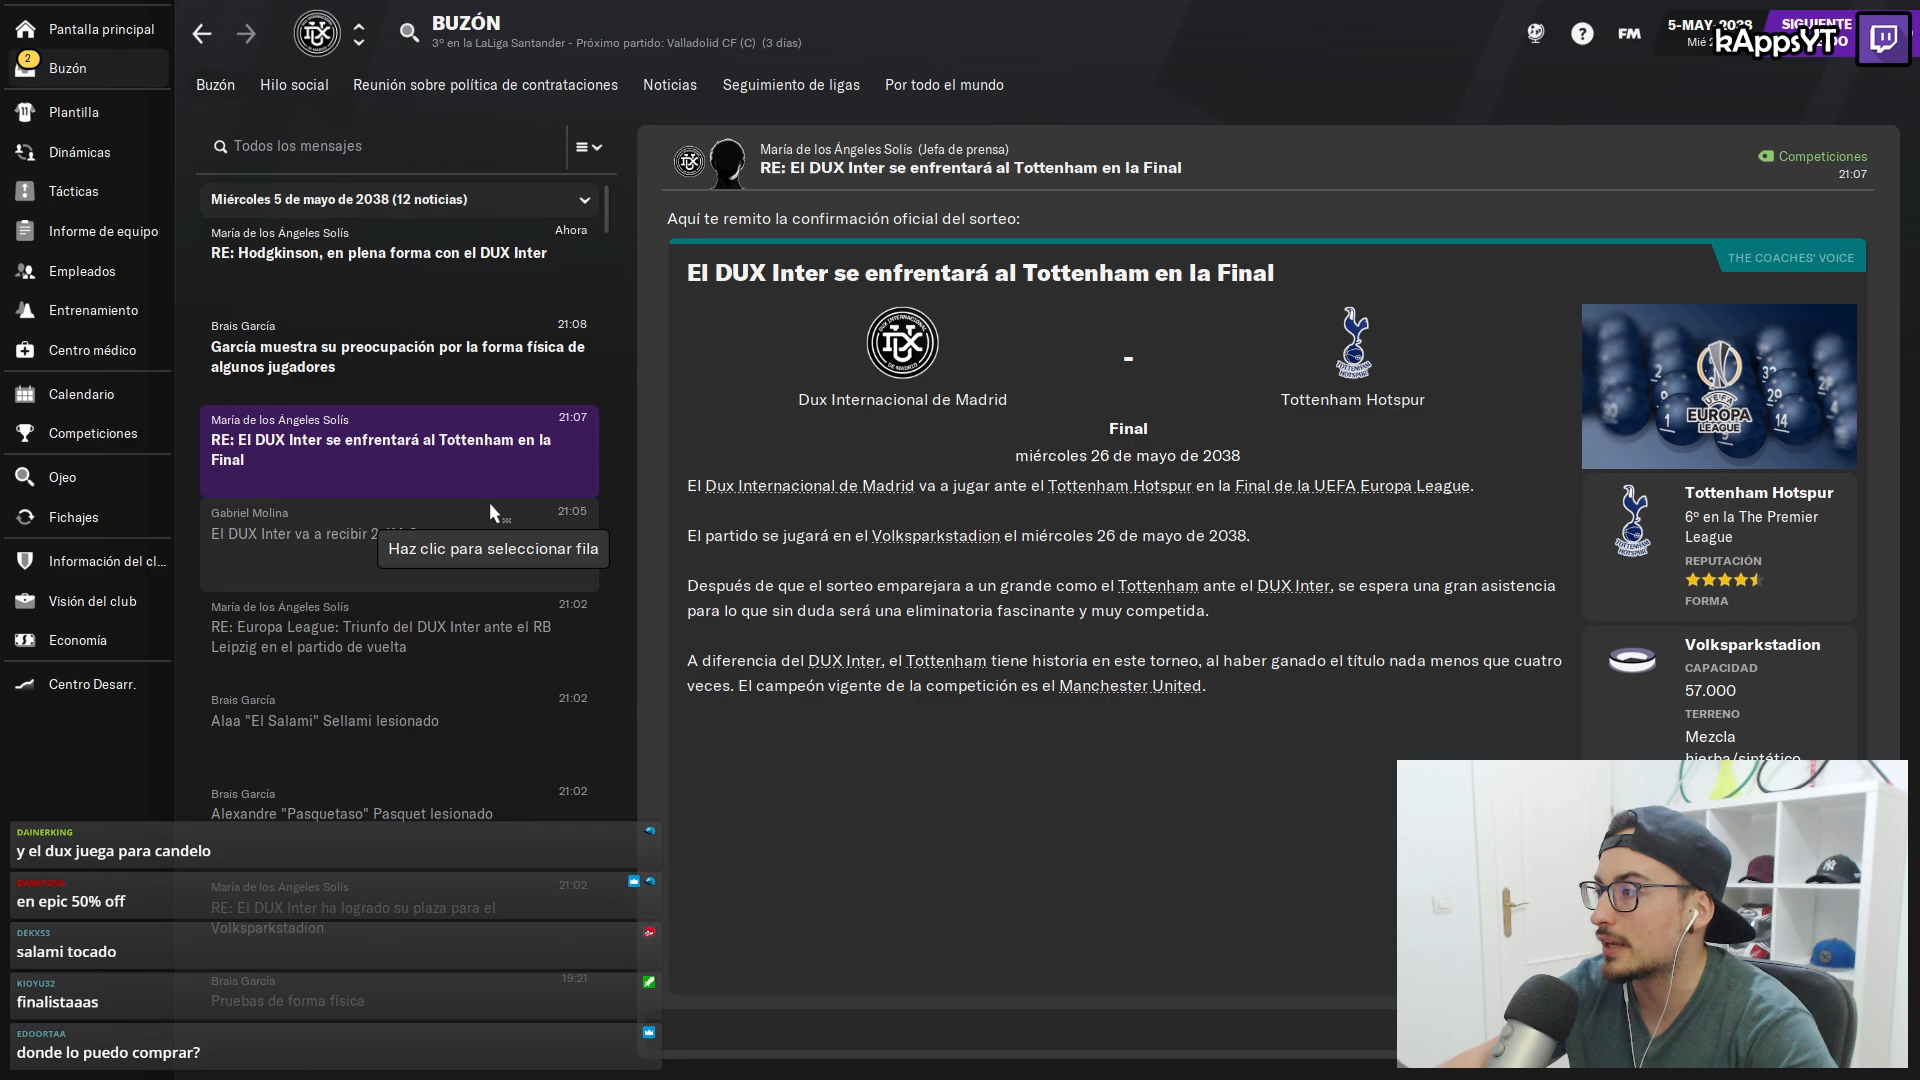 Pantalla principal
2
Buzón
Plantilla
Dinámicas
Tácticas
Informe de equipo
Empleados
Entrenamiento
Centro médico
Calendario
Competiciones
Ojeo
Fichajes
Información del cl...
Visión del club
Economía
Centro Desarr.
BUZÓN
3º en la LaLiga Santander - Próximo partido: Valladolid CF (C) (3 días)
FM
5-MAY-2038
SIGUIENTE
kAppsYT
Buzón
Hilo social
Reunión sobre política de contrataciones
Noticias
Seguimiento de ligas
Por todo el mundo
Todos los mensajes
Miércoles 5 de mayo de 2038 (12 noticias)
María de los Ángeles Solís
Ahora
RE: Hodgkinson, en plena forma con el DUX Inter
Brais García
21:08
García muestra su preocupación por la forma física de
algunos jugadores
María de los Ángeles Solís
21:07
RE: El DUX Inter se enfrentará al Tottenham en la
Final
Gabriel Molina
21:05
El DUX Inter va a recibir
Haz clic para seleccionar fila
María de los Ángeles Solís
21:02
RE: Europa League: Triunfo del DUX Inter ante el RB
Leipzig en el partido de vuelta
Brais García
21:02
Alaa "El Salami" Sellami lesionado
Brais García
21:02
Alexandre "Pasquetaso" Pasquet lesionado
María de los Ángeles Solís
21:02
RE: El DUX Inter ha logrado su plaza para el
Volksparkstadion
Brais García
19:21
Pruebas de forma física
DAINERKING
y el dux juega para candelo
en epic 50% off
DEKXS3
salami tocado
KIOYU32
finalistaaas
EDOORTAA
donde lo puedo comprar?
María de los Ángeles Solís (Jefa de prensa)
RE: El DUX Inter se enfrentará al Tottenham en la Final
Competiciones
21:07
Aquí te remito la confirmación oficial del sorteo:
THE COACHES' VOICE
El DUX Inter se enfrentará al Tottenham en la Final
-
Dux Internacional de Madrid
Tottenham Hotspur
Final
miércoles 26 de mayo de 2038
El Dux Internacional de Madrid va a jugar ante el Tottenham Hotspur en la Final de la UEFA Europa League.
El partido se jugará en el Volksparkstadion el miércoles 26 de mayo de 2038.
Después de que el sorteo emparejara a un grande como el Tottenham ante el DUX Inter, se espera una gran asistencia
para lo que sin duda será una eliminatoria fascinante y muy competida.
A diferencia del DUX Inter, el Tottenham tiene historia en este torneo, al haber ganado el título nada menos que cuatro
veces. El campeón vigente de la competición es el Manchester United.
UEFA
EUROPA
LEAGUE
Tottenham Hotspur
6º en la The Premier
League
REPUTACIÓN
FORMA
Volksparkstadion
CAPACIDAD
57.000
TERRENO
Mezcla
hierba/sintético